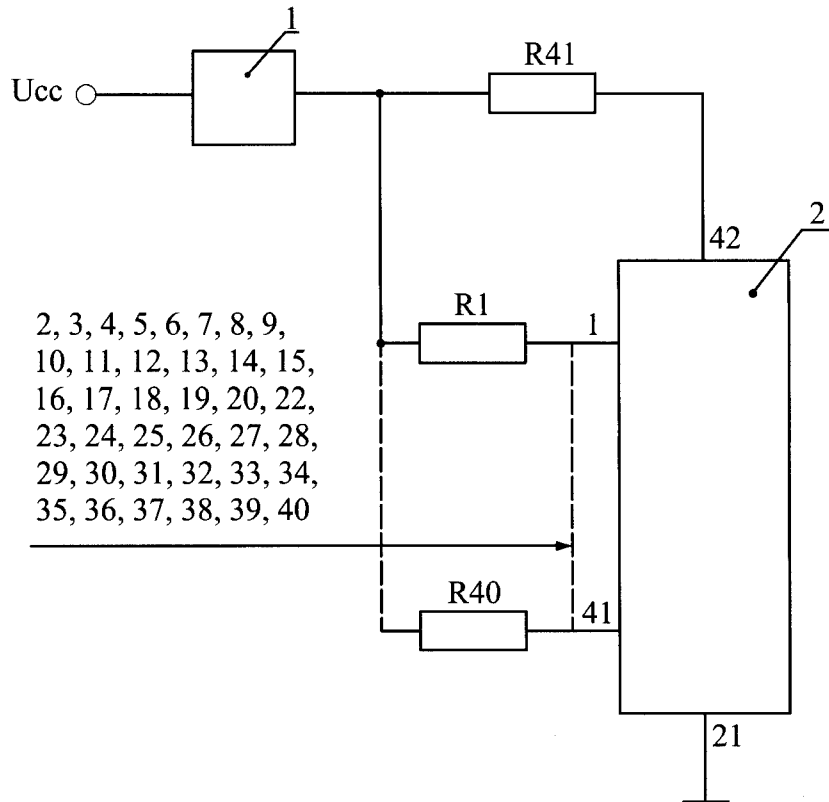 1
R41
Ucc
2
42
R1
1
2, 3, 4, 5, 6, 7, 8, 9,
10, 11, 12, 13, 14, 15,
16, 17, 18, 19, 20, 22,
23, 24, 25, 26, 27, 28,
29, 30, 31, 32, 33, 34,
35, 36, 37, 38, 39, 40
R40
41
21